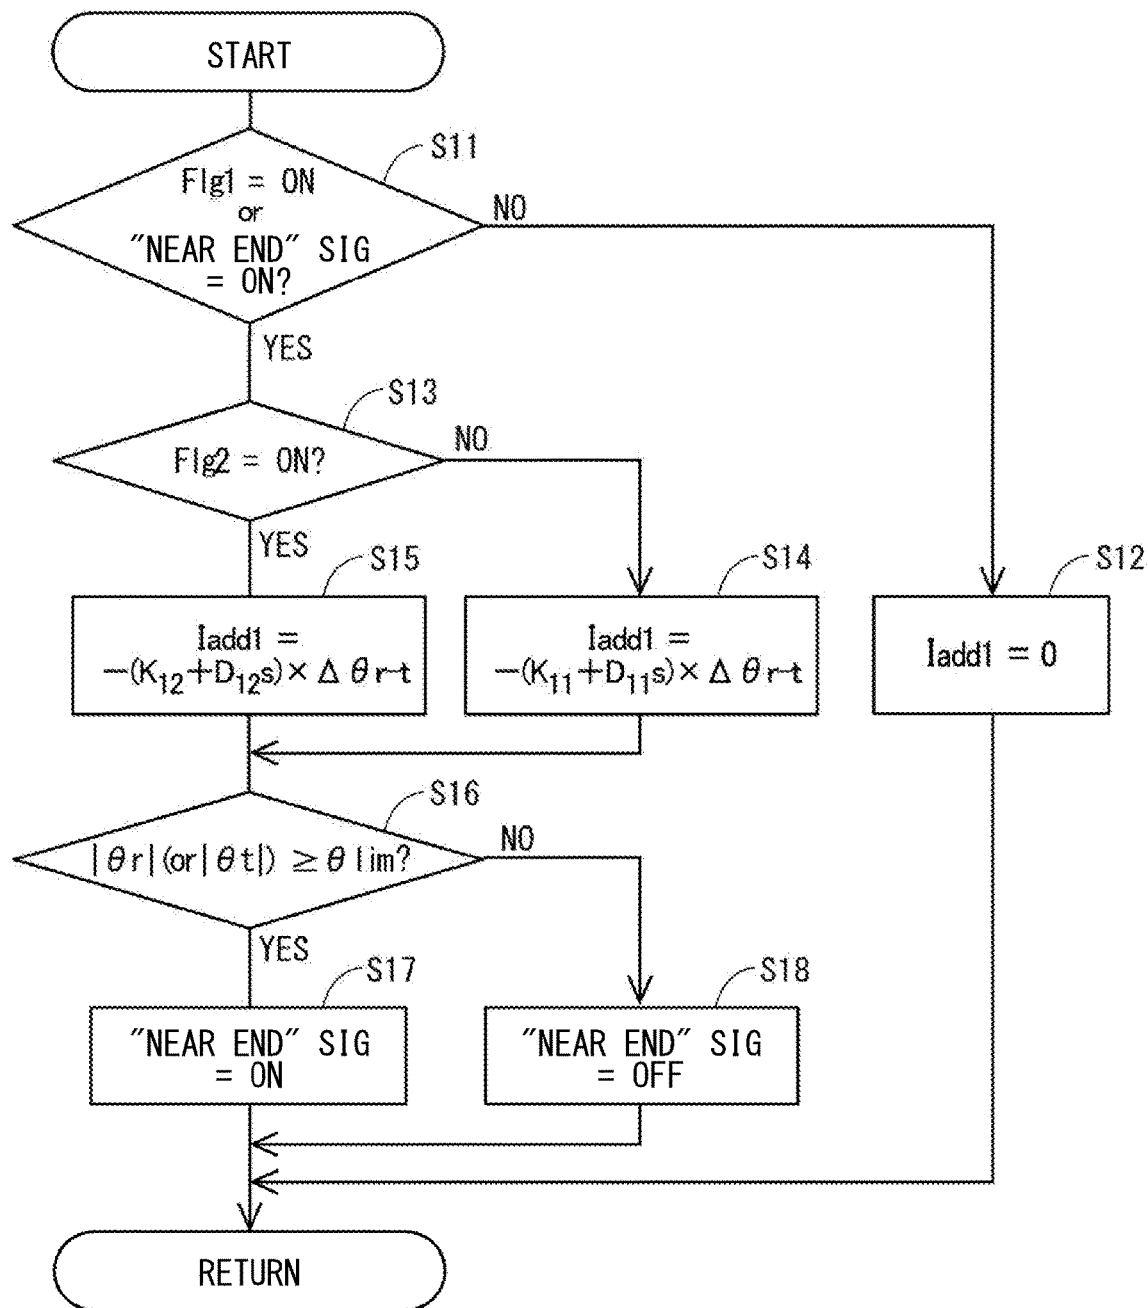 START
S11
Flg1 = ON
or
"NEAR END" SIG
= ON?
NO
YES
S13
Flg2 = ON?
NO
YES
S15
Iadd1 =
-(K12+D12s)× Δ θ r-t
S14
Iadd1 =
-(K11+D11s)× Δ θ r-t
S12
Iadd1 = 0
S16
|θ r|(or|θ t|) ≥ θ lim?
NO
YES
S17
"NEAR END" SIG
= ON
S18
"NEAR END" SIG
= OFF
RETURN